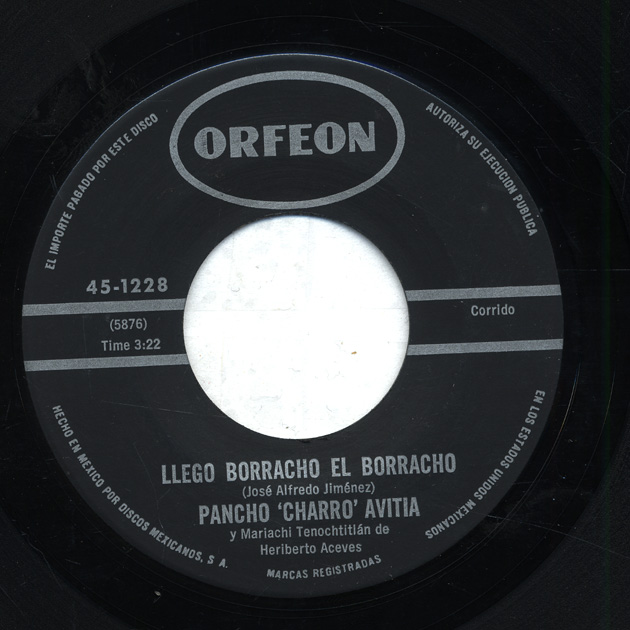 ORFEON
EL IMPORTE PAGADO POR ESTE DISCO
AUTORIZA SU EJECUCION PUBLICA
45-1228
(5876)
Time 3:22
Corrido
LLEGO BORRACHO EL BORRACHO
(José Alfredo Jiménez)
PANCHO 'CHARRO' AVITIA
y Mariachi Tenochtitlán de
Heriberto Aceves
HECHO EN MEXICO POR DISCOS MEXICANOS, S A.
MARCAS REGISTRADAS
EN LOS ESTADOS UNIDOS MEXICANOS